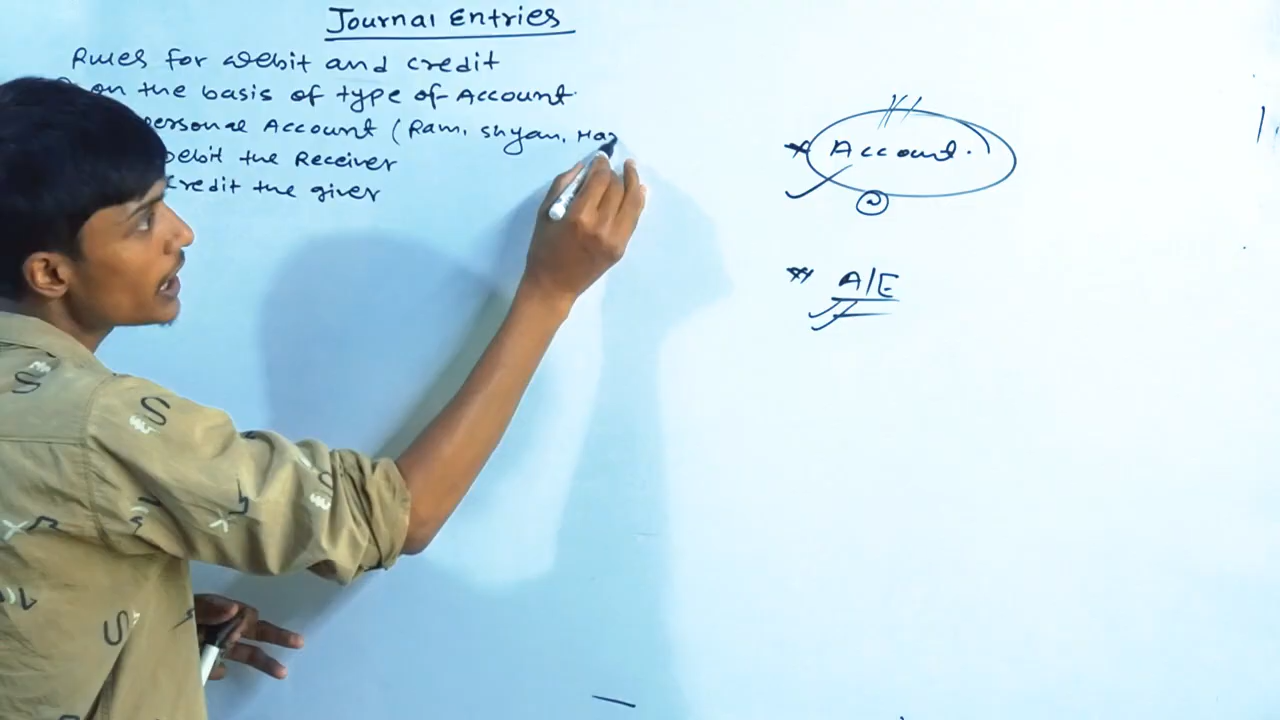 Journal Entries
Rules for debit and credit
on the basis of type of Account.
personal Account (Ram, Shyam, Ha
Debit the Receiver
Credit the giver
Account.
A/E